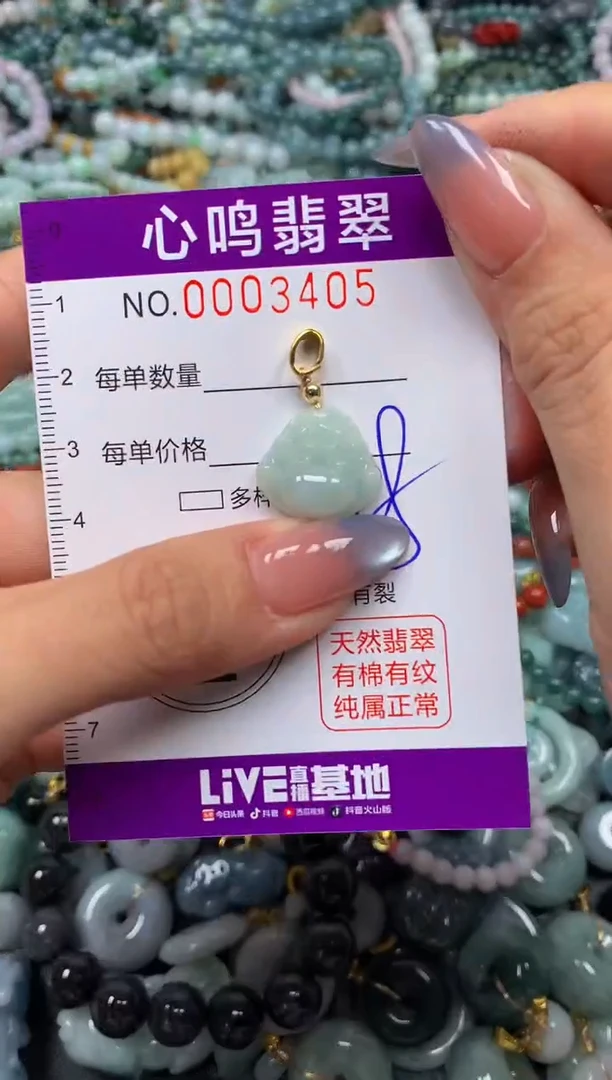 心鸣翡翠
0
1
NO.0003405
2
每单数量
3
每单价格
4
多
有裂
天然翡翠
有棉有纹
纯属正常
7
LiVE直播基地
今日头条 抖音 西瓜视频 抖音火山版